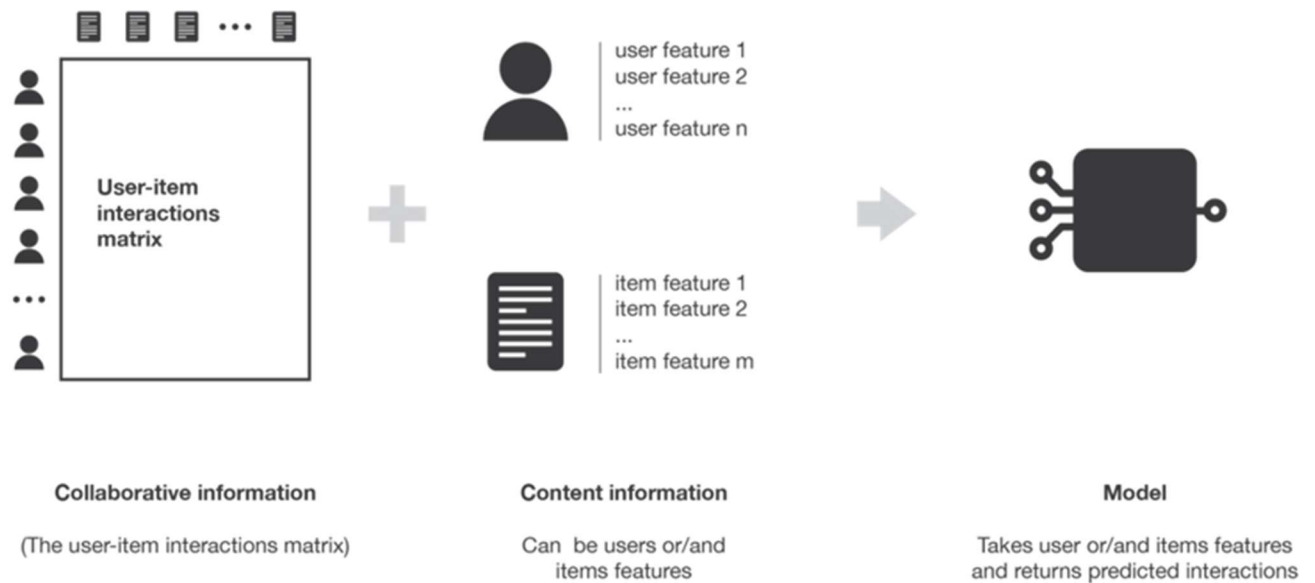 User-item
interactions
matrix
user feature 1
user feature 2
...
user feature n
item feature 1
item feature 2
...
item feature m
Collaborative information
(The user-item interactions matrix)
Content information
Can be users or/and
items features
Model
Takes user or/and items features
and returns predicted interactions